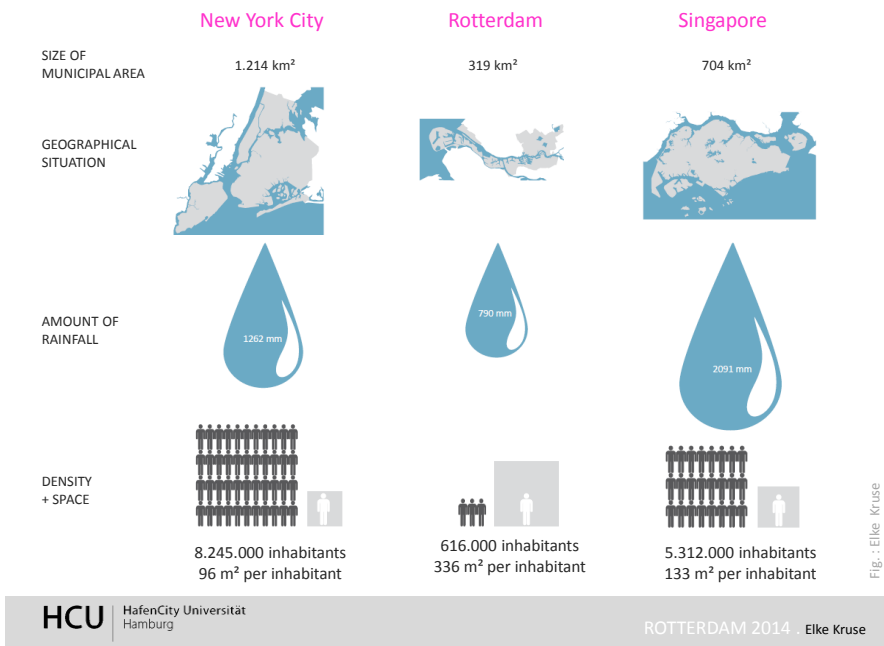 New York City
Rotterdam
Singapore
SIZE OF
MUNICIPAL AREA
1.214 km²
319 km²
704 km²
GEOGRAPHICAL
SITUATION
AMOUNT OF
RAINFALL
1262 mm
790 mm
2091 mm
DENSITY
+ SPACE
8.245.000 inhabitants
96 m² per inhabitant
616.000 inhabitants
336 m² per inhabitant
5.312.000 inhabitants
133 m² per inhabitant
Fig. : Elke Kruse
HCU
HafenCity Universität
Hamburg
ROTTERDAM 2014 . Elke Kruse